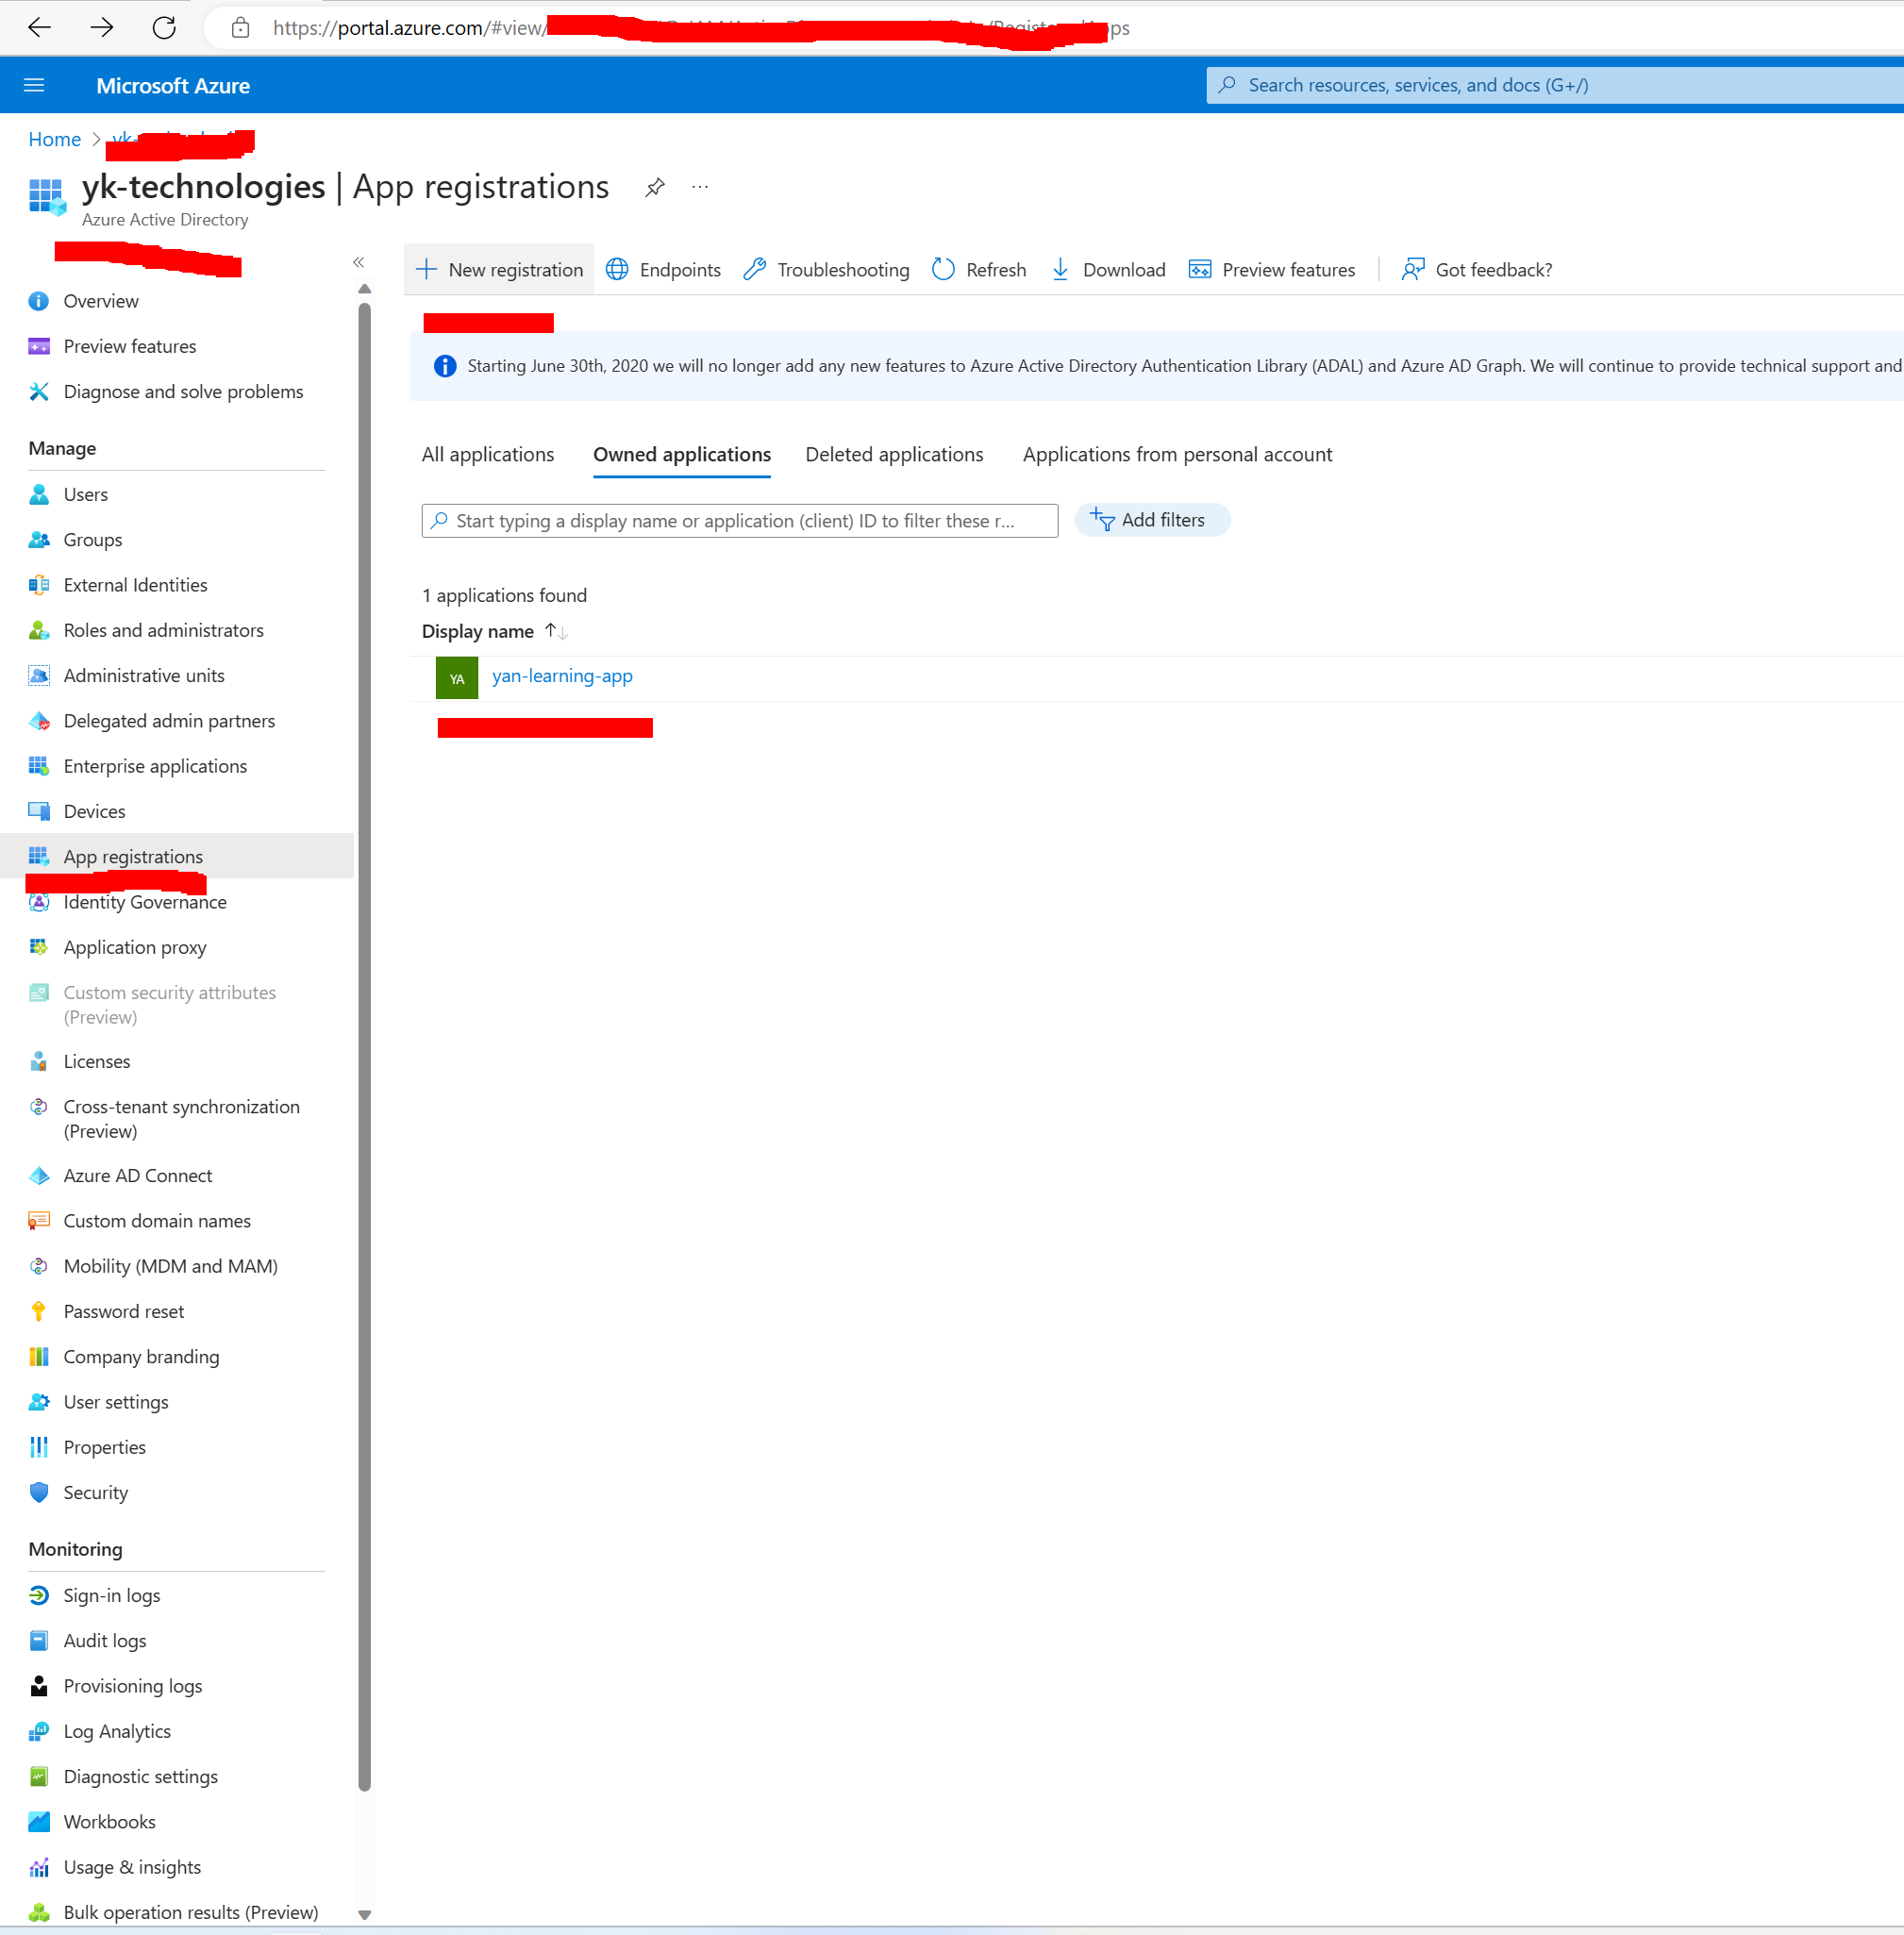 https://portal.azure.com/#view/
Microsoft Azure
Search resources, services, and docs (G+/)
Home
yk-technologies | App registrations
Azure Active Directory
New registration
Endpoints
Troubleshooting
Refresh
Download
Preview features
Got feedback?
Overview
Preview features
Diagnose and solve problems
Manage
Users
Groups
External Identities
Roles and administrators
Administrative units
Delegated admin partners
Enterprise applications
Devices
App registrations
Identity Governance
Application proxy
Custom security attributes
(Preview)
Licenses
Cross-tenant synchronization
(Preview)
Azure AD Connect
Custom domain names
Mobility (MDM and MAM)
Password reset
Company branding
User settings
Properties
Security
Monitoring
Sign-in logs
Audit logs
Provisioning logs
Log Analytics
Diagnostic settings
Workbooks
Usage & insights
Bulk operation results (Preview)
Starting June 30th, 2020 we will no longer add any new features to Azure Active Directory Authentication Library (ADAL) and Azure AD Graph. We will continue to provide technical support and
All applications
Owned applications
Deleted applications
Applications from personal account
Start typing a display name or application (client) ID to filter these r...
Add filters
1 applications found
Display name
YA
yan-learning-app